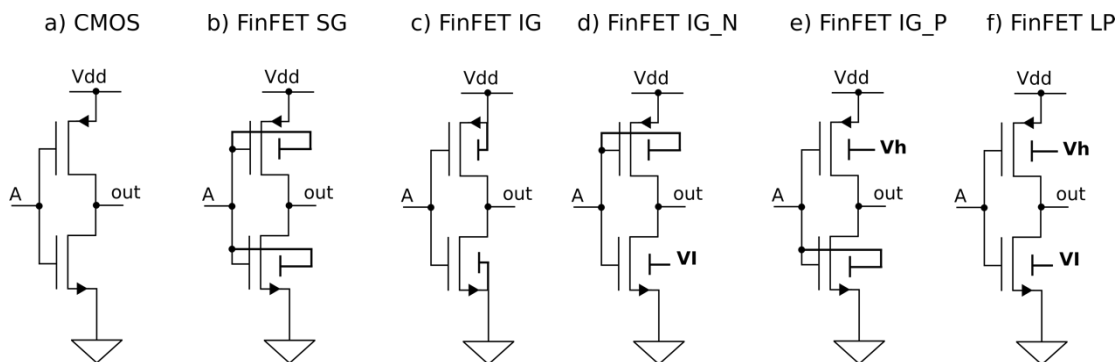 a) CMOS
b) FinFET SG
c) FinFET IG
d) FinFET IG_N
e) FinFET IG_P
f) FinFET LP
Vdd
Vdd
Vdd
Vdd
Vdd
Vdd
Vh
Vh
A
out
A
out
A
out
A
out
A
out
A
out
Vl
Vl